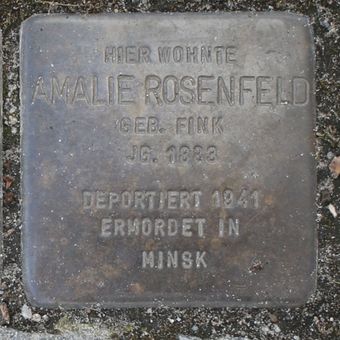 HIER WOHNTE
AMALIE ROSENFELD
GEB. FINK
JG. 1883
DEPORTIERT 1941
ERMORDET IN
MINSK